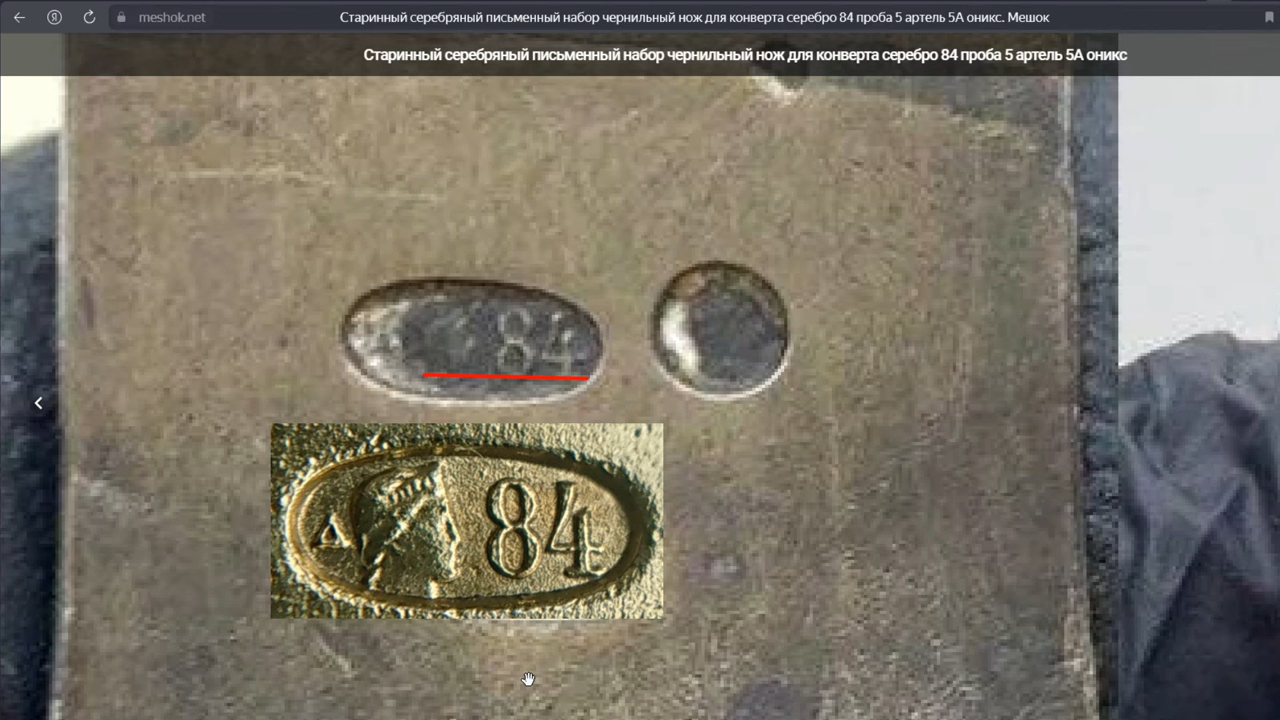 meshok.net
Старинный серебряный письменный набор чернильный нож для конверта серебро 84 проба 5 артель 5А оникс. Мешок
Старинный серебряный письменный набор чернильный нож для конверта серебро 84 проба 5 артель 5А оникс
84
Δ 84